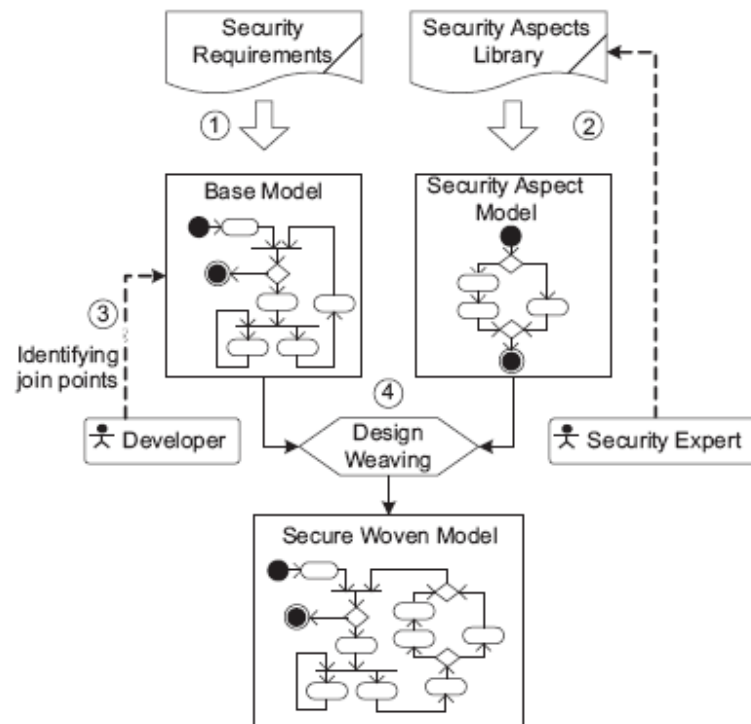 Security
Requirements
Security Aspects
Library
1
2
Base Model
Security Aspect
Model
3
Identifying
join points
4
Developer
Design
Weaving
Security Expert
Secure Woven Model